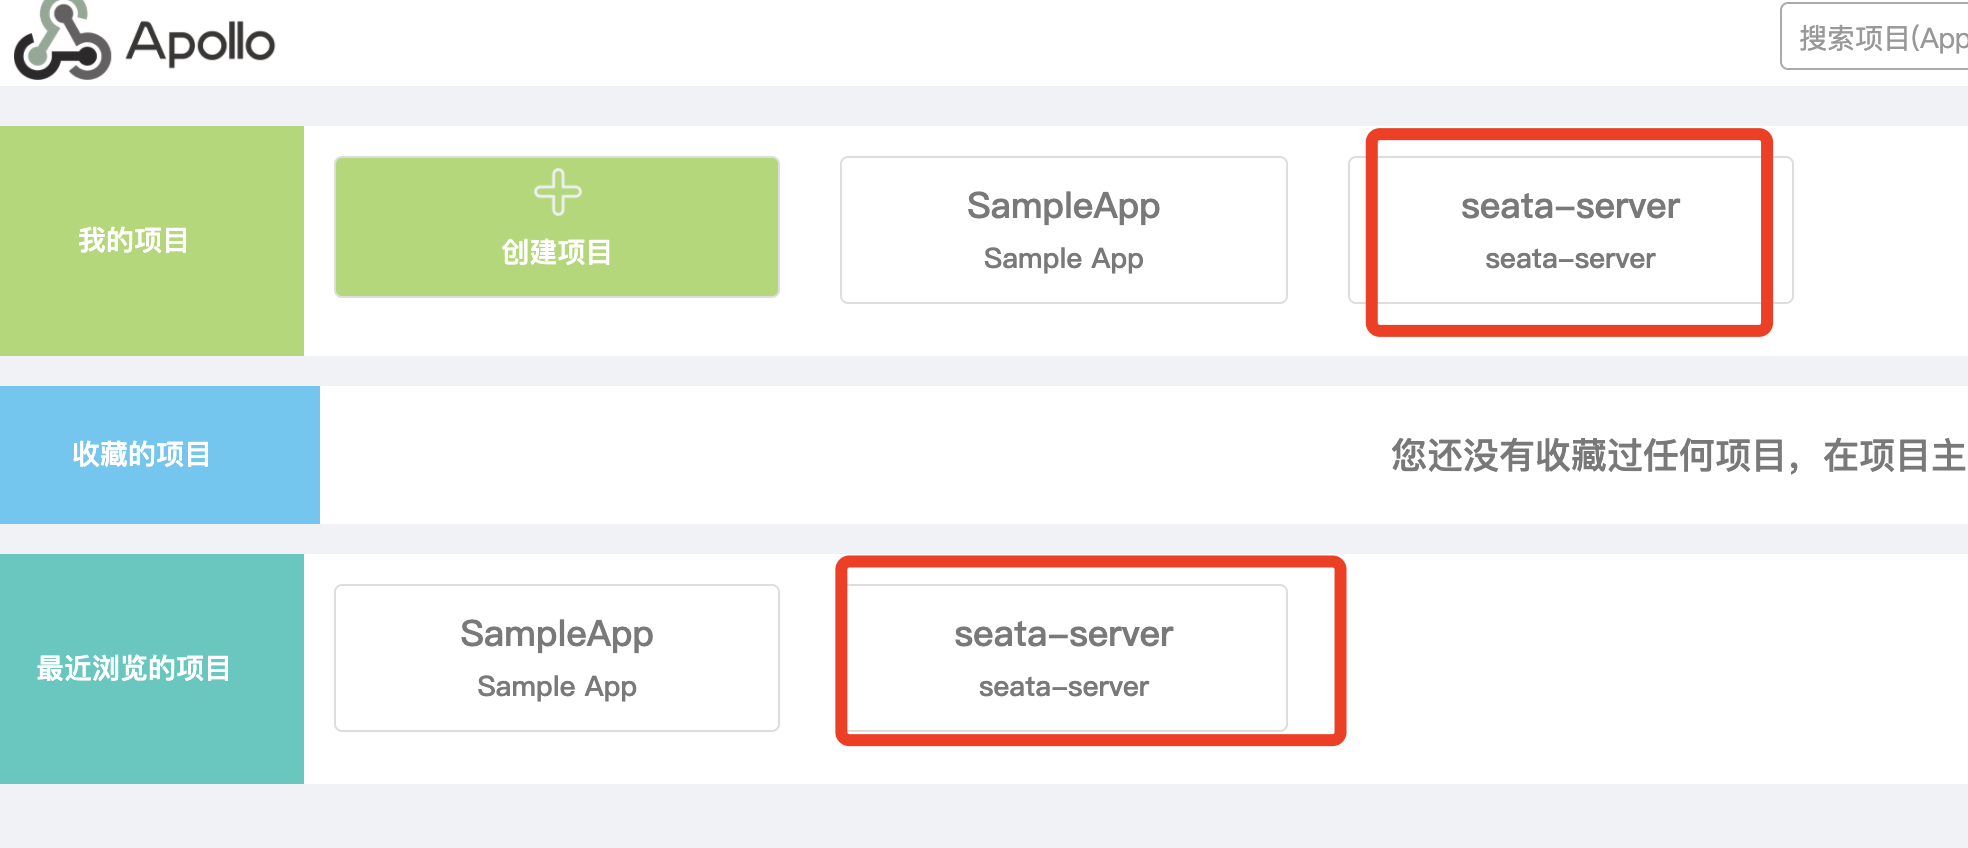 Apollo
搜索项目(App
我的项目
创建项目
SampleApp
Sample App
seata-server
seata-server
收藏的项目
您还没有收藏过任何项目，在项目主
最近浏览的项目
SampleApp
Sample App
seata-server
seata-server